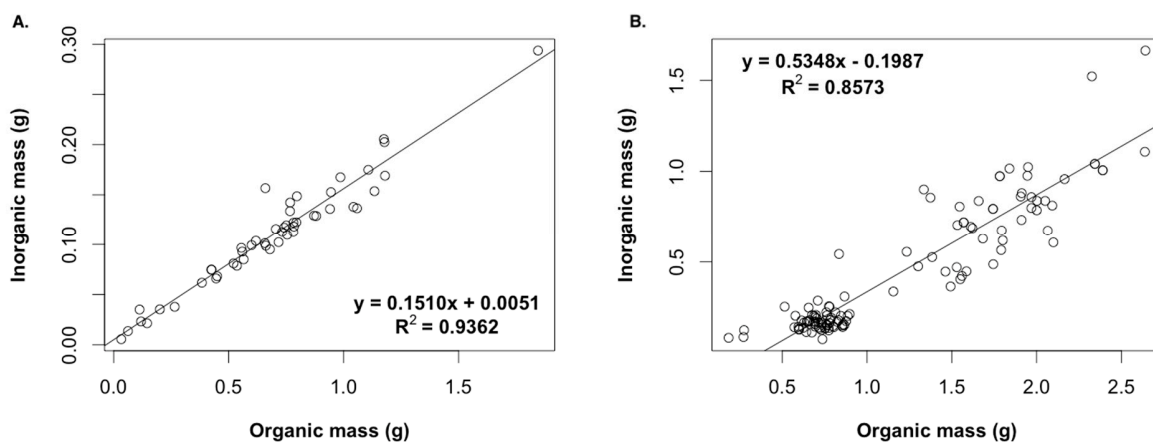 A.
Inorganic mass (g)
0.30
0.20
0.10
0.00
y = 0.1510x + 0.0051
R² = 0.9362
0.0 0.5 1.0 1.5
Organic mass (g)
B.
Inorganic mass (g)
1.5
1.0
0.5
y = 0.5348x - 0.1987
R² = 0.8573
0.5 1.0 1.5 2.0 2.5
Organic mass (g)